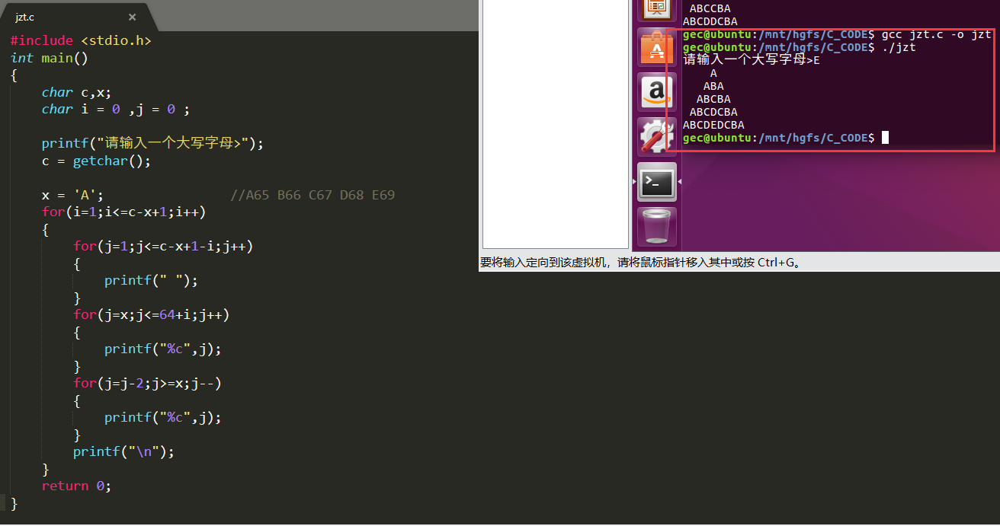 jzt.c ×
#include <stdio.h>
int main()
{
    char c,x;
    char i = 0 ,j = 0 ;

    printf("请输入一个大写字母>");
    c = getchar();

    x = 'A';                //A65 B66 C67 D68 E69
    for(i=1;i<=c-x+1;i++)
    {
        for(j=1;j<=c-x+1-i;j++)
        {
            printf(" ");
        }
        for(j=x;j<=64+i;j++)
        {
            printf("%c",j);
        }
        for(j=j-2;j>=x;j--)
        {
            printf("%c",j);
        }
        printf("\n");
    }
    return 0;
}
 ABCCBA
ABCDDCBA
gec@ubuntu:/mnt/hgfs/C_CODE$ gcc jzt.c -o jzt
gec@ubuntu:/mnt/hgfs/C_CODE$ ./jzt
请输入一个大写字母>E
    A
   ABA
  ABCBA
 ABCDCBA
ABCDEDCBA
gec@ubuntu:/mnt/hgfs/C_CODE$
A
a
>_
要将输入定向到该虚拟机，请将鼠标指针移入其中或按 Ctrl+G。